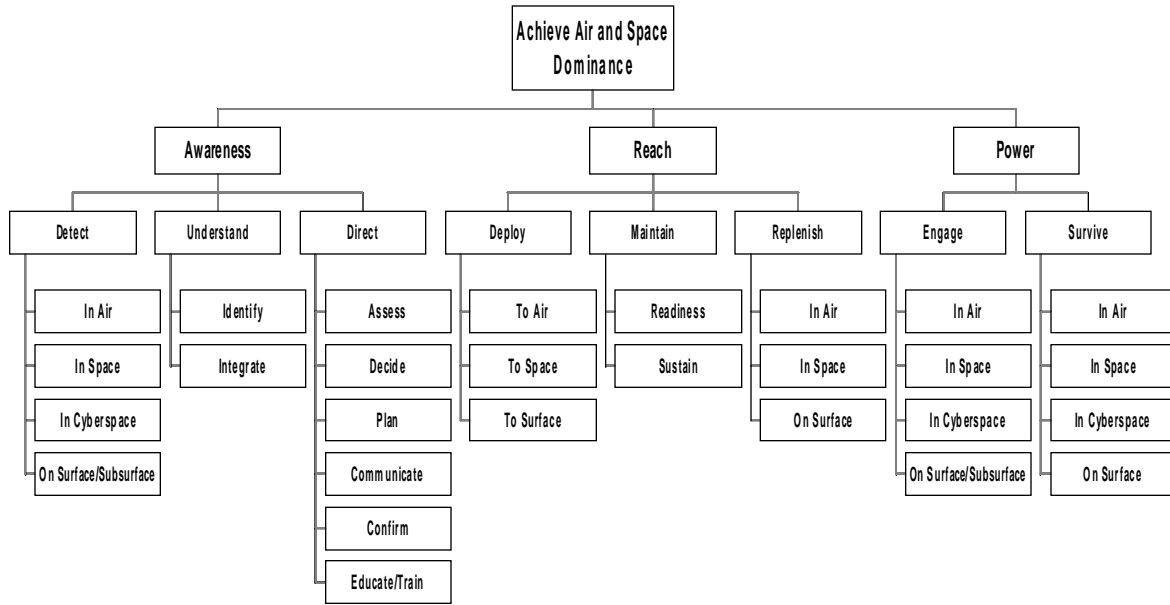 Achieve Air and Space
Dominance
Awareness
Reach
Power
Detect
Understand
Direct
Deploy
Maintain
Replenish
Engage
Survive
In Air
Identify
Assess
To Air
Readiness
In Air
In Air
In Air
In Space
Integrate
Decide
To Space
Sustain
In Space
In Space
In Space
In Cyberspace
Plan
To Surface
On Surface
In Cyberspace
In Cyberspace
On Surface/Subsurface
Communicate
On Surface/Subsurface
On Surface
Confirm
Educate/Train